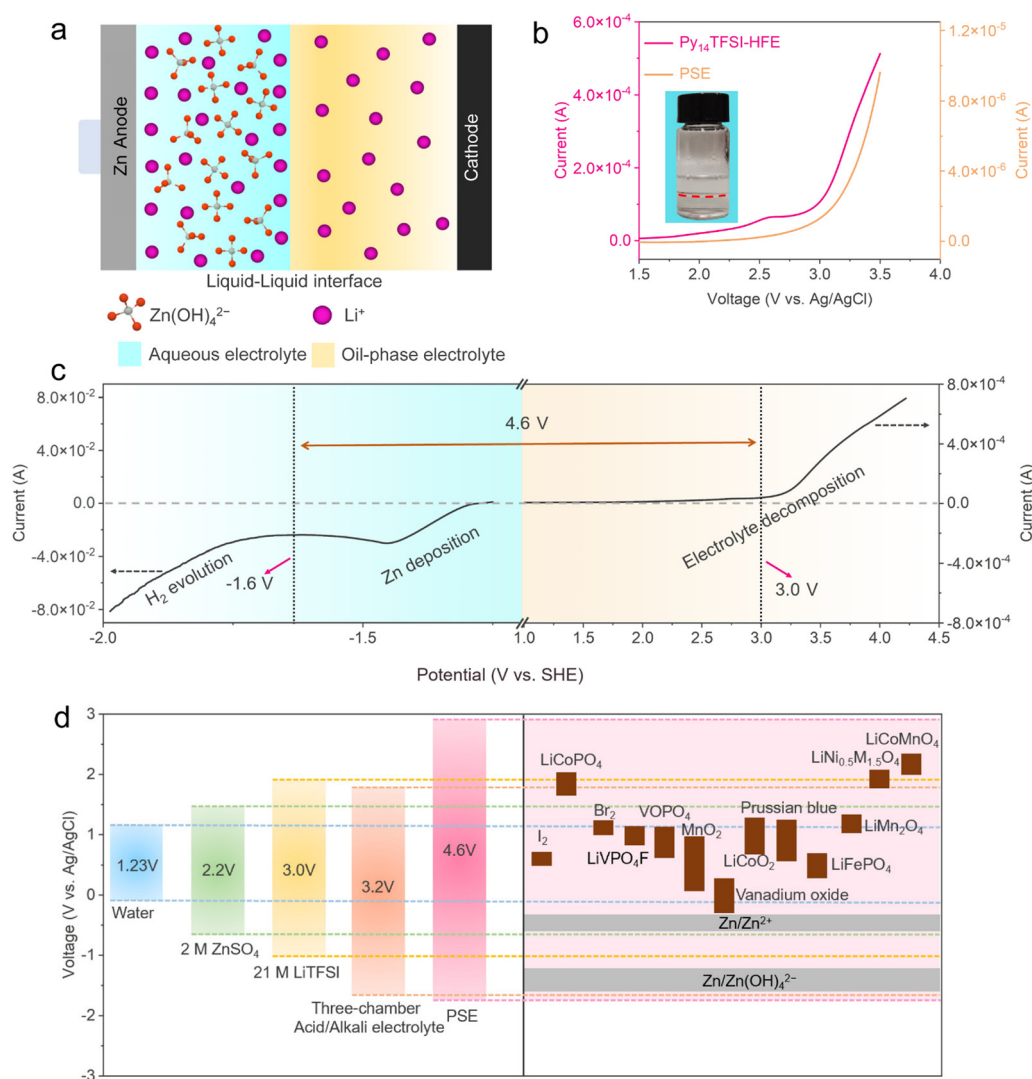 a
Zn Anode
Cathode
Liquid-Liquid interface
Zn(OH)₄²⁻
Li⁺
Aqueous electrolyte
Oil-phase electrolyte
b
6.0×10⁻⁴
4.0×10⁻⁴
2.0×10⁻⁴
0.0
Current (A)
Py₁₄TFSI-HFE
PSE
1.2×10⁻⁵
8.0×10⁻⁶
4.0×10⁻⁶
0.0
Current (A)
1.5
2.0
2.5
3.0
3.5
4.0
Voltage (V vs. Ag/AgCl)
c
8.0×10⁻²
4.0×10⁻²
0.0
-4.0×10⁻²
-8.0×10⁻²
Current (A)
4.6 V
H₂ evolution
-1.6 V
Zn deposition
Electrolyte decomposition
3.0 V
8.0×10⁻⁴
4.0×10⁻⁴
0.0
-4.0×10⁻⁴
-8.0×10⁻⁴
Current (A)
-2.0
-1.5
1.0
1.5
2.0
2.5
3.0
3.5
4.0
4.5
Potential (V vs. SHE)
d
3
2
1
0
-1
-2
-3
Voltage (V vs. Ag/AgCl)
1.23V
Water
2.2V
2 M ZnSO₄
3.0V
21 M LiTFSI
3.2V
Three-chamber
Acid/Alkali electrolyte
4.6V
PSE
LiCoPO₄
LiCoMnO₄
LiNi₀.₅M₁.₅O₄
Br₂
VOPO₄
Prussian blue
I₂
MnO₂
LiMn₂O₄
LiVPO₄F
LiCoO₂
LiFePO₄
Vanadium oxide
Zn/Zn²⁺
Zn/Zn(OH)₄²⁻